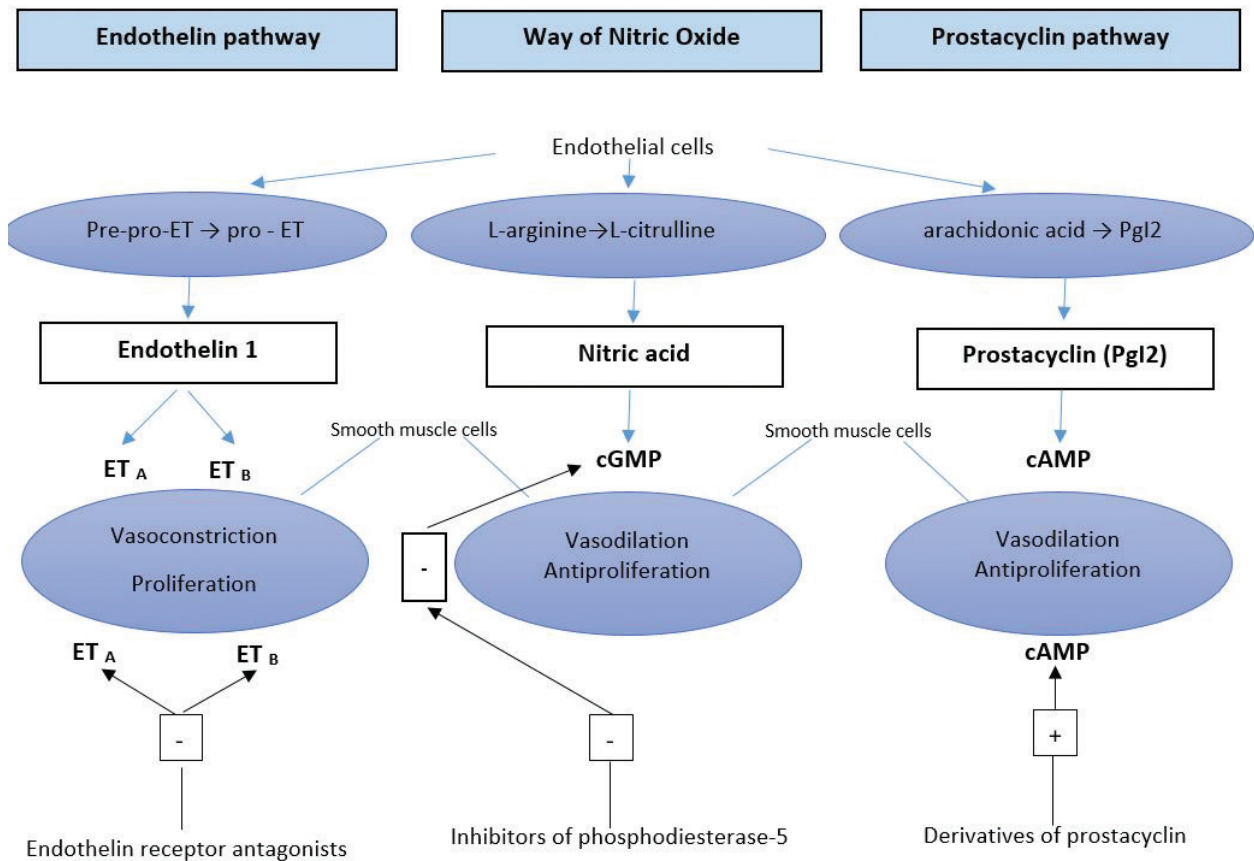 Endothelin pathway
Way of Nitric Oxide
Prostacyclin pathway
Endothelial cells
Pre-pro-ET → pro - ET
L-arginine→L-citrulline
arachidonic acid → PgI2
Endothelin 1
Nitric acid
Prostacyclin (PgI2)
Smooth muscle cells
Smooth muscle cells
ET A
ET B
cGMP
cAMP
Vasoconstriction
Proliferation
-
Vasodilation
Antiproliferation
Vasodilation
Antiproliferation
ET A
ET B
cAMP
-
-
+
Endothelin receptor antagonists
Inhibitors of phosphodiesterase-5
Derivatives of prostacyclin